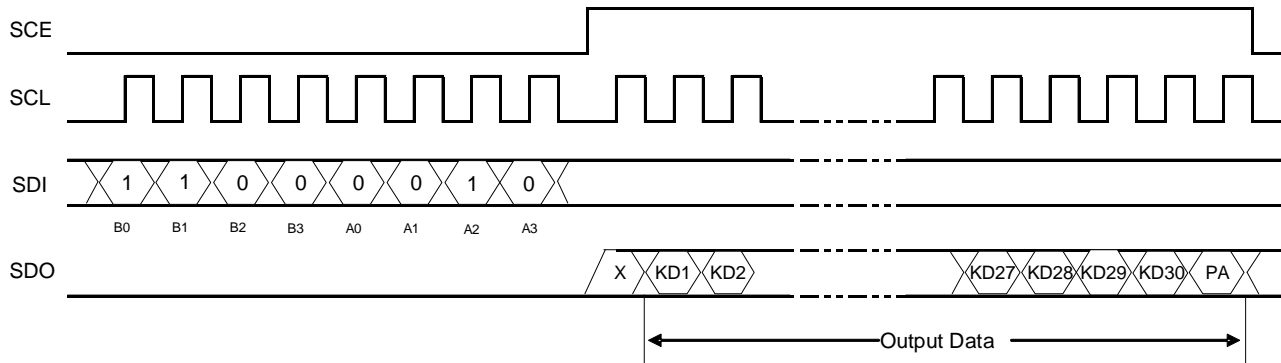 SCE
SCL
SDI 1 1 0 0 0 0 1 0
B0 B1 B2 B3 A0 A1 A2 A3
SDO X KD1 KD2 KD27 KD28 KD29 KD30 PA
Output Data